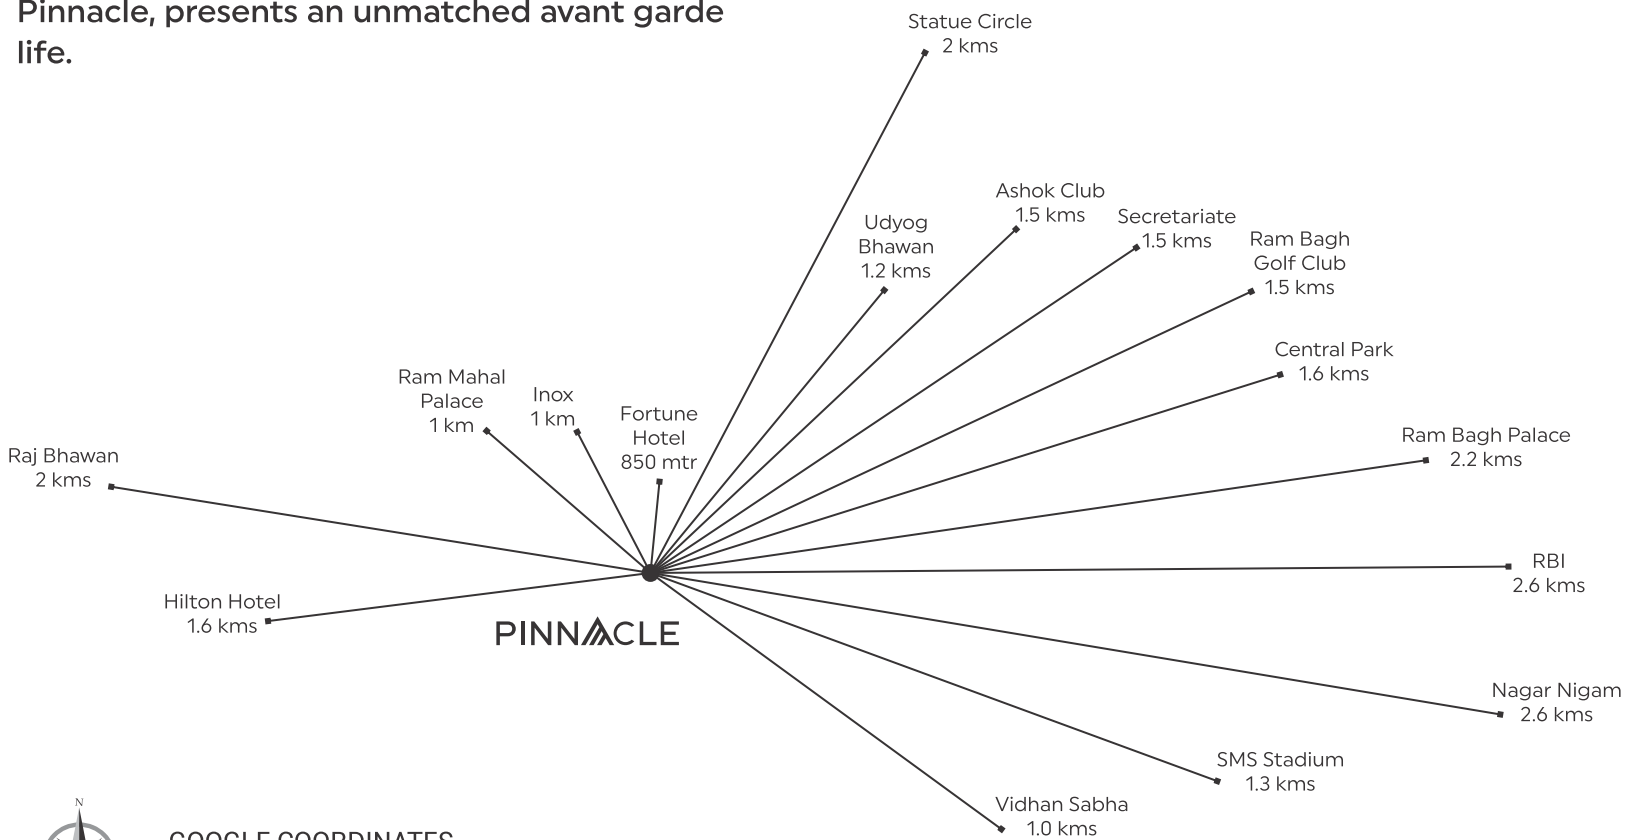 Pinnacle, presents an unmatched avant garde
life.
Statue Circle
2 kms
Ashok Club
1.5 kms
Secretariate
1.5 kms
Udyog
Bhawan
1.2 kms
Ram Bagh
Golf Club
1.5 kms
Central Park
1.6 kms
Ram Mahal
Palace
1 km
Inox
1 km
Fortune
Hotel
850 mtr
Ram Bagh Palace
2.2 kms
Raj Bhawan
2 kms
RBI
2.6 kms
Hilton Hotel
1.6 kms
PINNACLE
Nagar Nigam
2.6 kms
SMS Stadium
1.3 kms
Vidhan Sabha
1.0 kms
N
GOOGLE COORDINATES